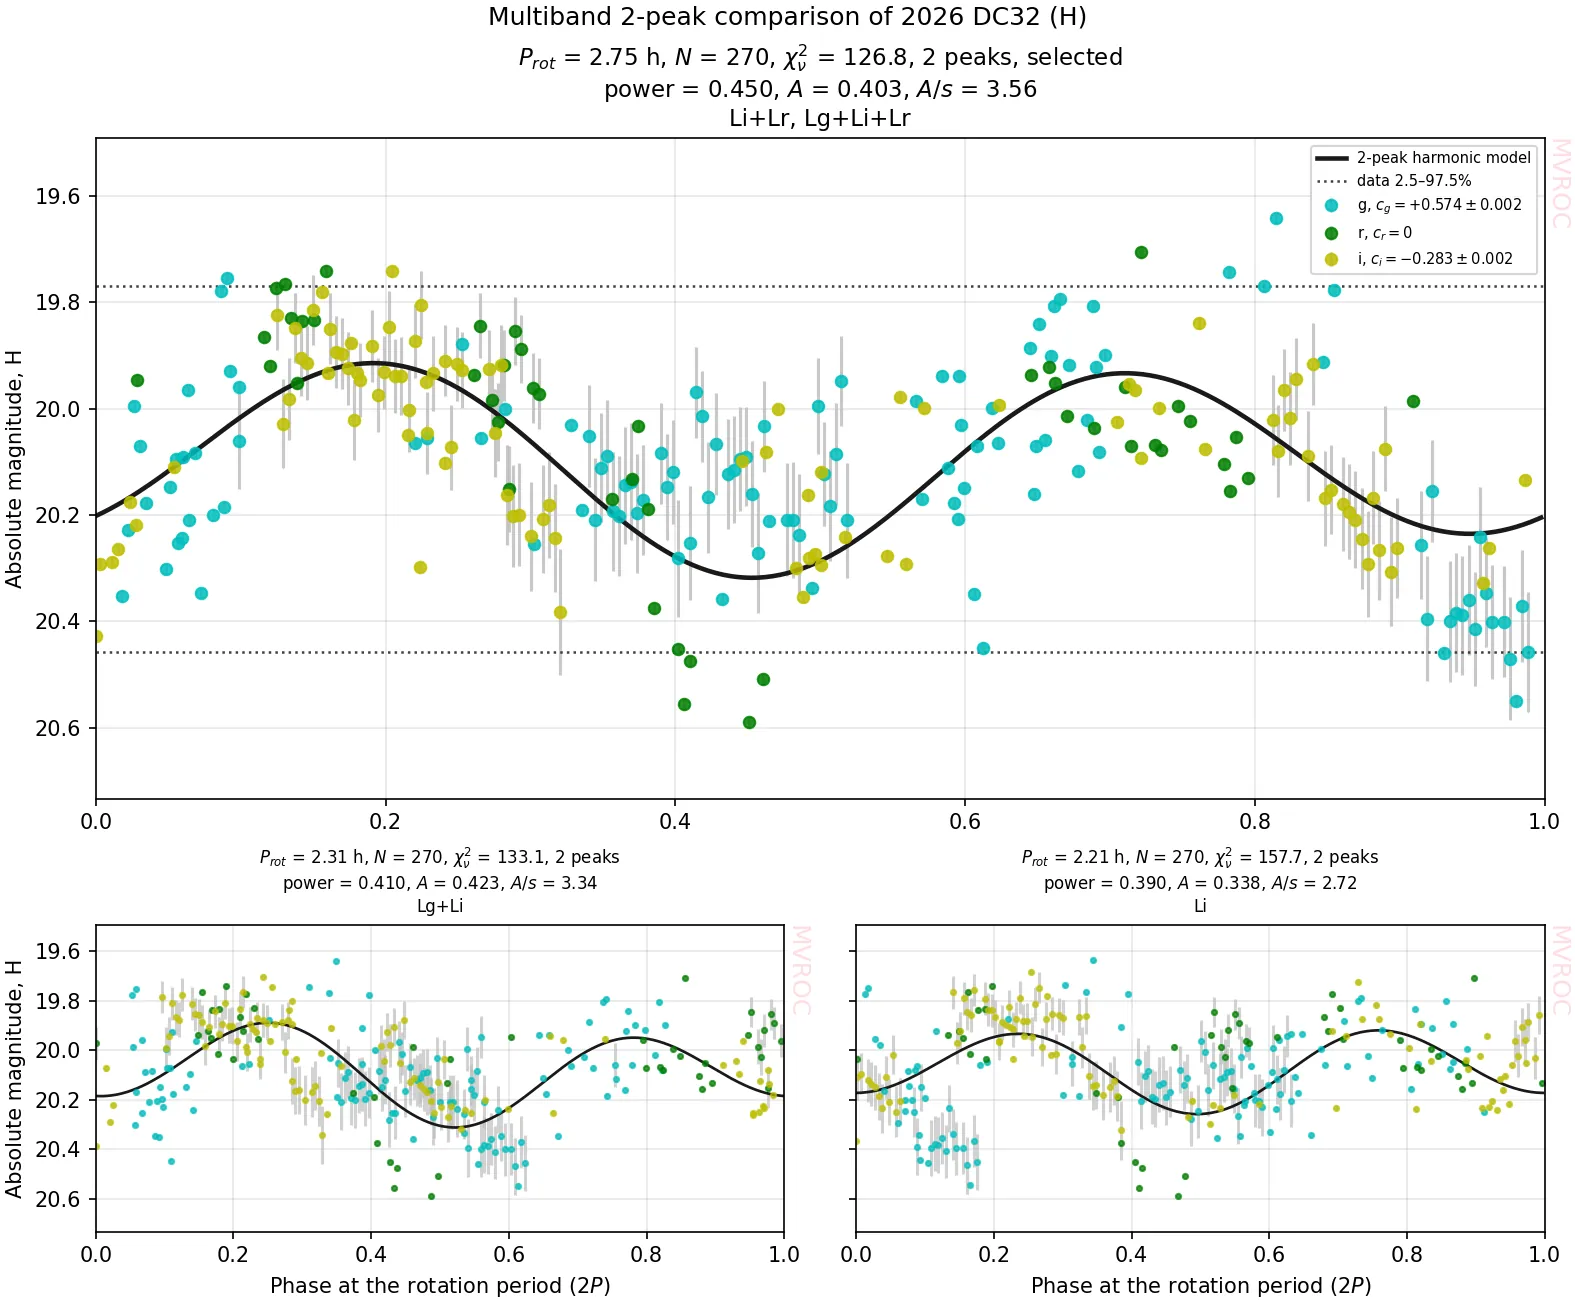 Multiband 2-peak comparison of 2026 DC32 (H)
P_rot = 2.75 h, N = 270, χ²_ν = 126.8, 2 peaks, selected
power = 0.450, A = 0.403, A/s = 3.56
Li+Lr, Lg+Li+Lr
2-peak harmonic model
data 2.5–97.5%
g, c_g = +0.574 ± 0.002
r, c_r = 0
i, c_i = −0.283 ± 0.002
MVROC
Absolute magnitude, H
19.6
19.8
20.0
20.2
20.4
20.6
0.0 0.2 0.4 0.6 0.8 1.0
P_rot = 2.31 h, N = 270, χ²_ν = 133.1, 2 peaks
power = 0.410, A = 0.423, A/s = 3.34
Lg+Li
MVROC
Absolute magnitude, H
19.6
19.8
20.0
20.2
20.4
20.6
0.0 0.2 0.4 0.6 0.8 1.0
Phase at the rotation period (2P)
P_rot = 2.21 h, N = 270, χ²_ν = 157.7, 2 peaks
power = 0.390, A = 0.338, A/s = 2.72
Li
MVROC
0.0 0.2 0.4 0.6 0.8 1.0
Phase at the rotation period (2P)